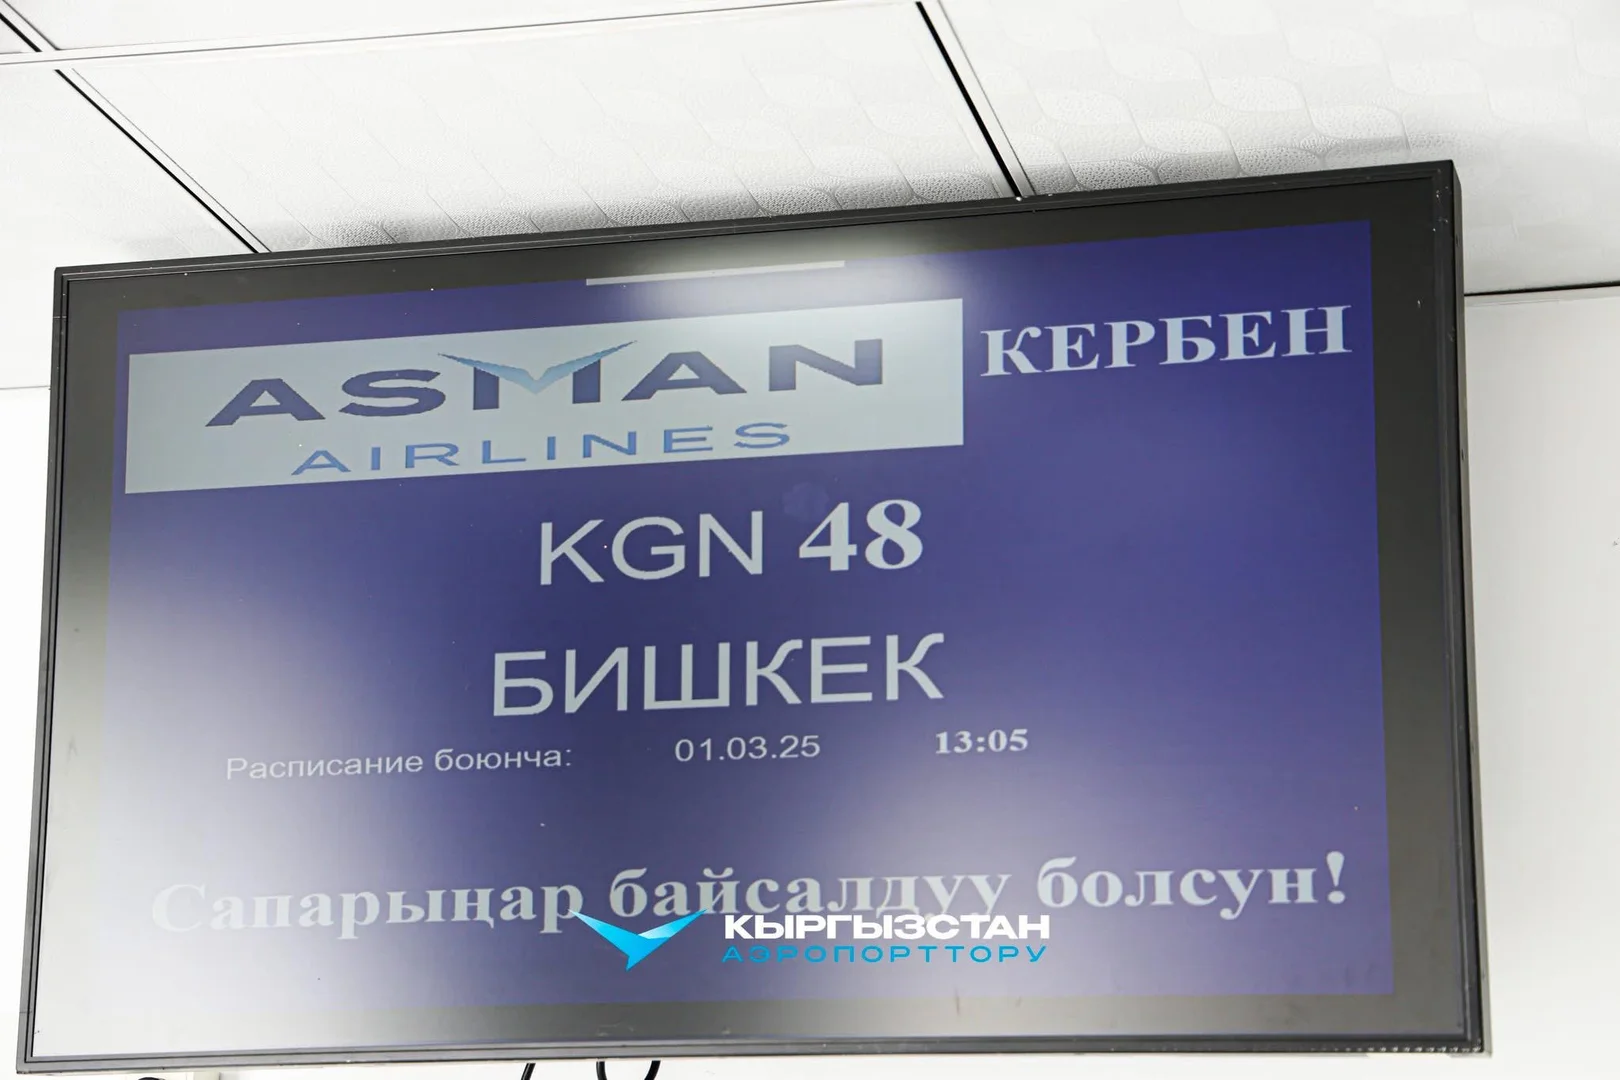 ASMAN
AIRLINES
КЕРБЕН
KGN 48
БИШКЕК
Расписание боюнча: 01.03.25 13:05
Сапарыңар байсалдуу болсун!
КЫРГЫЗСТАН
АЭРОПОРТТОРУ